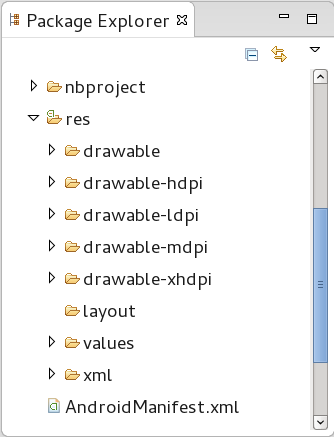 Package Explorer
nbproject
res
drawable
drawable-hdpi
drawable-ldpi
drawable-mdpi
drawable-xhdpi
layout
values
xml
AndroidManifest.xml